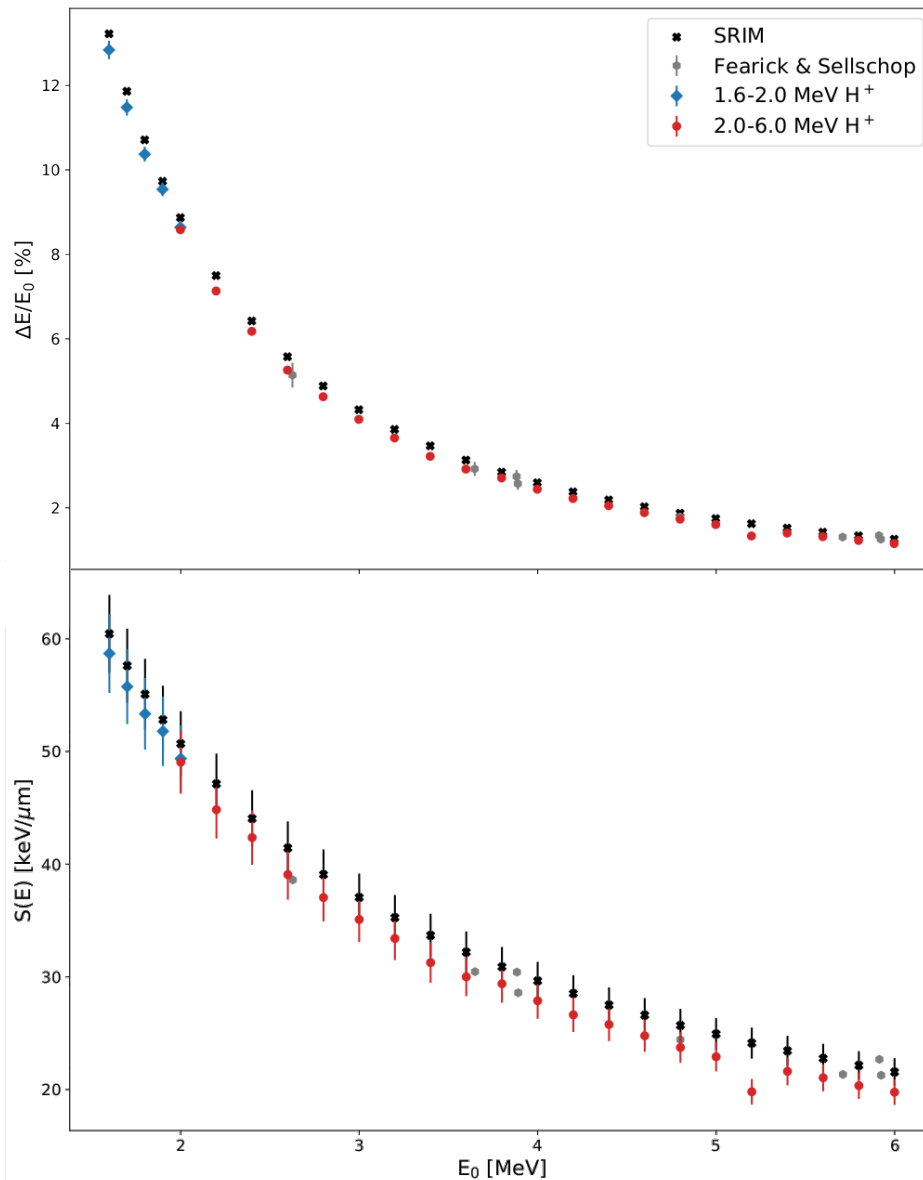 SRIM
Fearick & Sellschop
1.6-2.0 MeV H⁺
2.0-6.0 MeV H⁺
12
10
8
6
4
2
ΔE/E₀ [%]
60
50
40
30
20
S(E) [keV/μm]
2 3 4 5 6
E₀ [MeV]